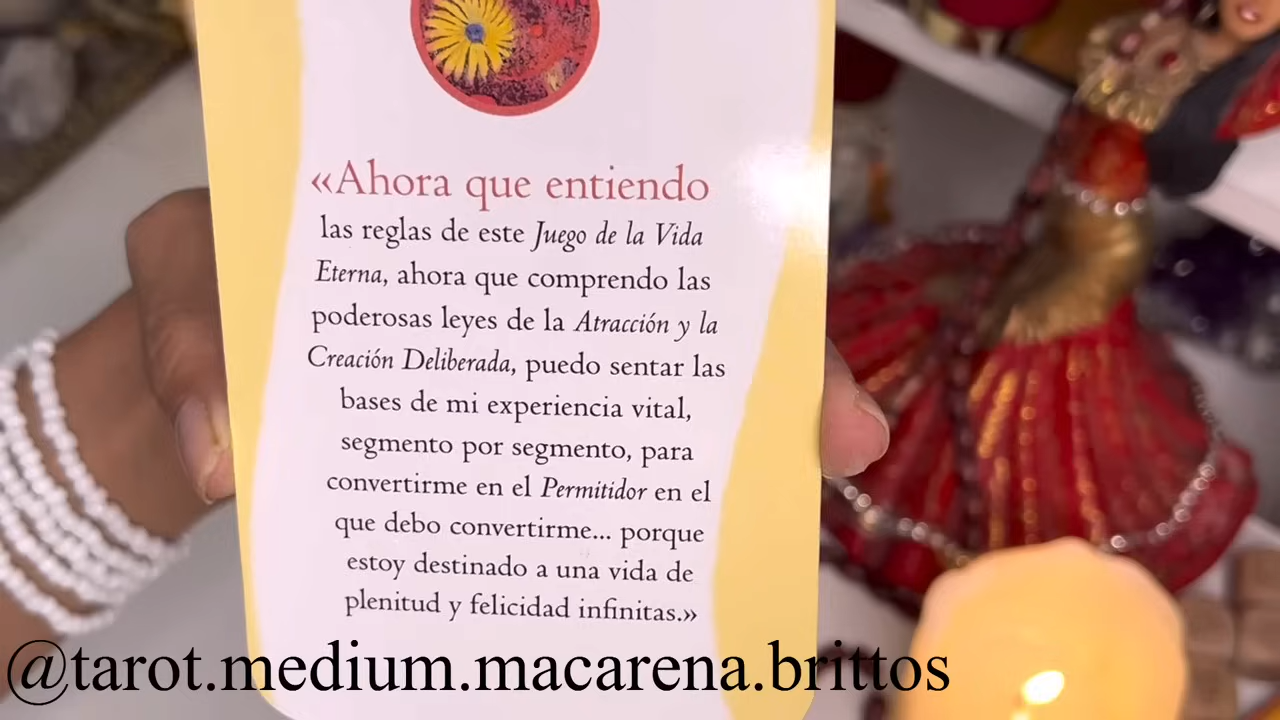 «Ahora que entiendo
las reglas de este Juego de la Vida
Eterna, ahora que comprendo las
poderosas leyes de la Atracción y la
Creación Deliberada, puedo sentar las
bases de mi experiencia vital,
segmento por segmento, para
convertirme en el Permitidor en el
que debo convertirme... porque
estoy destinado a una vida de
plenitud y felicidad infinitas.»
@tarot.medium.macarena.brittos